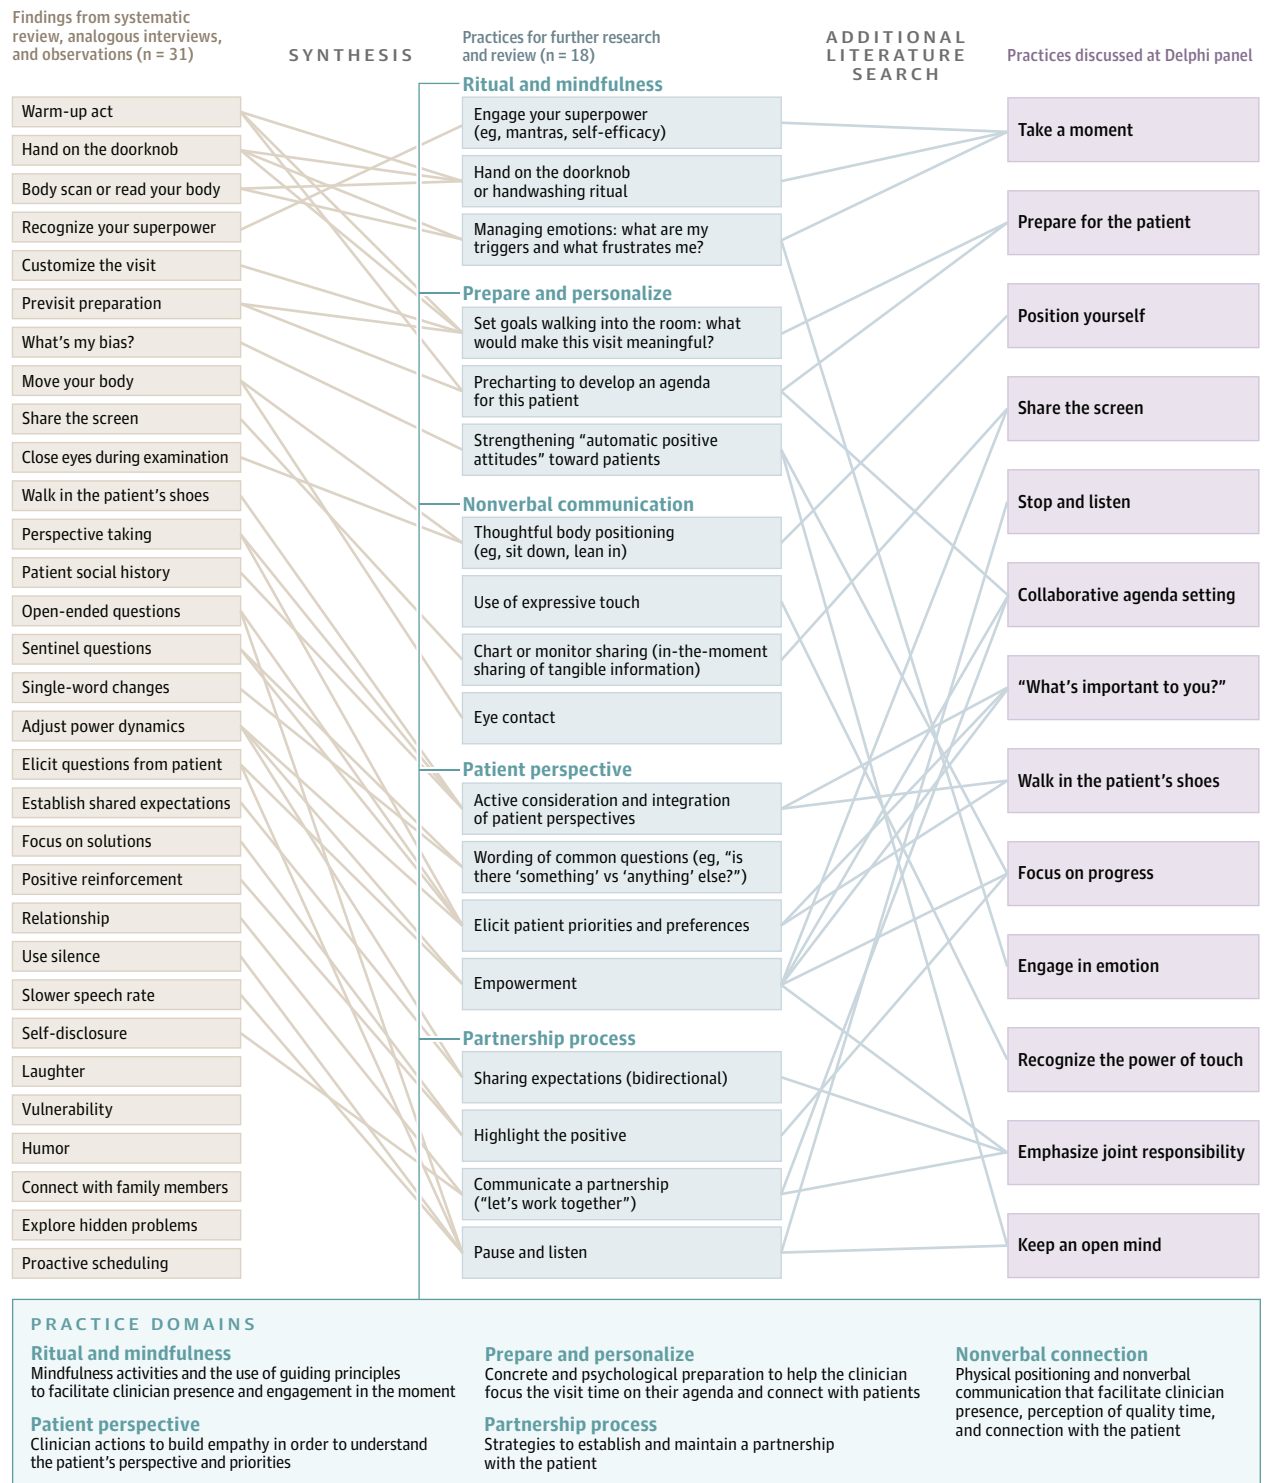 Findings from systematic
review, analogous interviews,
and observations (n = 31)
SYNTHESIS
Practices for further research
and review (n = 18)
ADDITIONAL
LITERATURE
SEARCH
Practices discussed at Delphi panel
Warm-up act
Hand on the doorknob
Body scan or read your body
Recognize your superpower
Customize the visit
Previsit preparation
What's my bias?
Move your body
Share the screen
Close eyes during examination
Walk in the patient's shoes
Perspective taking
Patient social history
Open-ended questions
Sentinel questions
Single-word changes
Adjust power dynamics
Elicit questions from patient
Establish shared expectations
Focus on solutions
Positive reinforcement
Relationship
Use silence
Slower speech rate
Self-disclosure
Laughter
Vulnerability
Humor
Connect with family members
Explore hidden problems
Proactive scheduling
Ritual and mindfulness
Engage your superpower
(eg, mantras, self-efficacy)
Hand on the doorknob
or handwashing ritual
Managing emotions: what are my
triggers and what frustrates me?
Prepare and personalize
Set goals walking into the room: what
would make this visit meaningful?
Precharting to develop an agenda
for this patient
Strengthening “automatic positive
attitudes” toward patients
Nonverbal communication
Thoughtful body positioning
(eg, sit down, lean in)
Use of expressive touch
Chart or monitor sharing (in-the-moment
sharing of tangible information)
Eye contact
Patient perspective
Active consideration and integration
of patient perspectives
Wording of common questions (eg, “is
there ‘something’ vs ‘anything’ else?”)
Elicit patient priorities and preferences
Empowerment
Partnership process
Sharing expectations (bidirectional)
Highlight the positive
Communicate a partnership
(“let’s work together”)
Pause and listen
Take a moment
Prepare for the patient
Position yourself
Share the screen
Stop and listen
Collaborative agenda setting
“What’s important to you?”
Walk in the patient’s shoes
Focus on progress
Engage in emotion
Recognize the power of touch
Emphasize joint responsibility
Keep an open mind
PRACTICE DOMAINS
Ritual and mindfulness
Mindfulness activities and the use of guiding principles
to facilitate clinician presence and engagement in the moment
Patient perspective
Clinician actions to build empathy in order to understand
the patient’s perspective and priorities
Prepare and personalize
Concrete and psychological preparation to help the clinician
focus the visit time on their agenda and connect with patients
Partnership process
Strategies to establish and maintain a partnership
with the patient
Nonverbal connection
Physical positioning and nonverbal
communication that facilitate clinician
presence, perception of quality time,
and connection with the patient